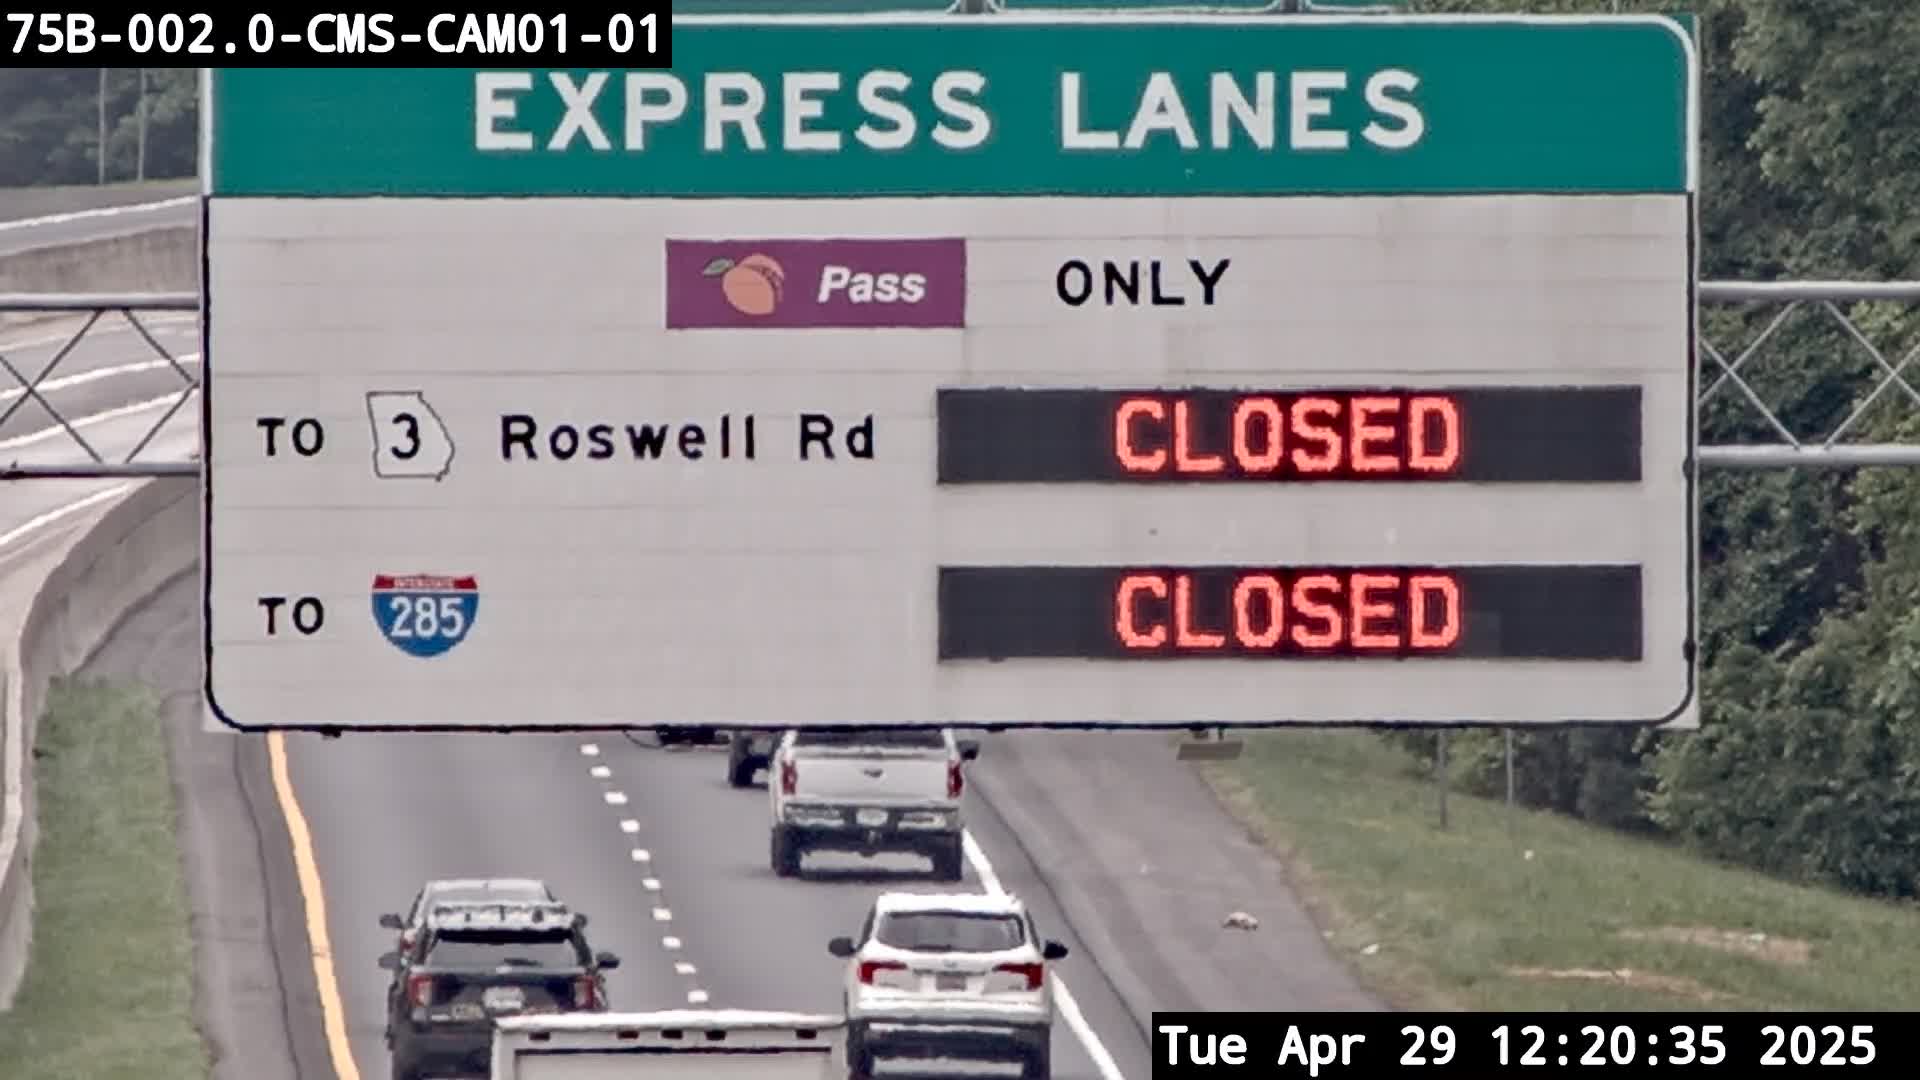 75B-002.0-CMS-CAM01-01
EXPRESS LANES
Pass ONLY
TO 3 Roswell Rd CLOSED
TO INTERSTATE 285 CLOSED
Tue Apr 29 12:20:35 2025